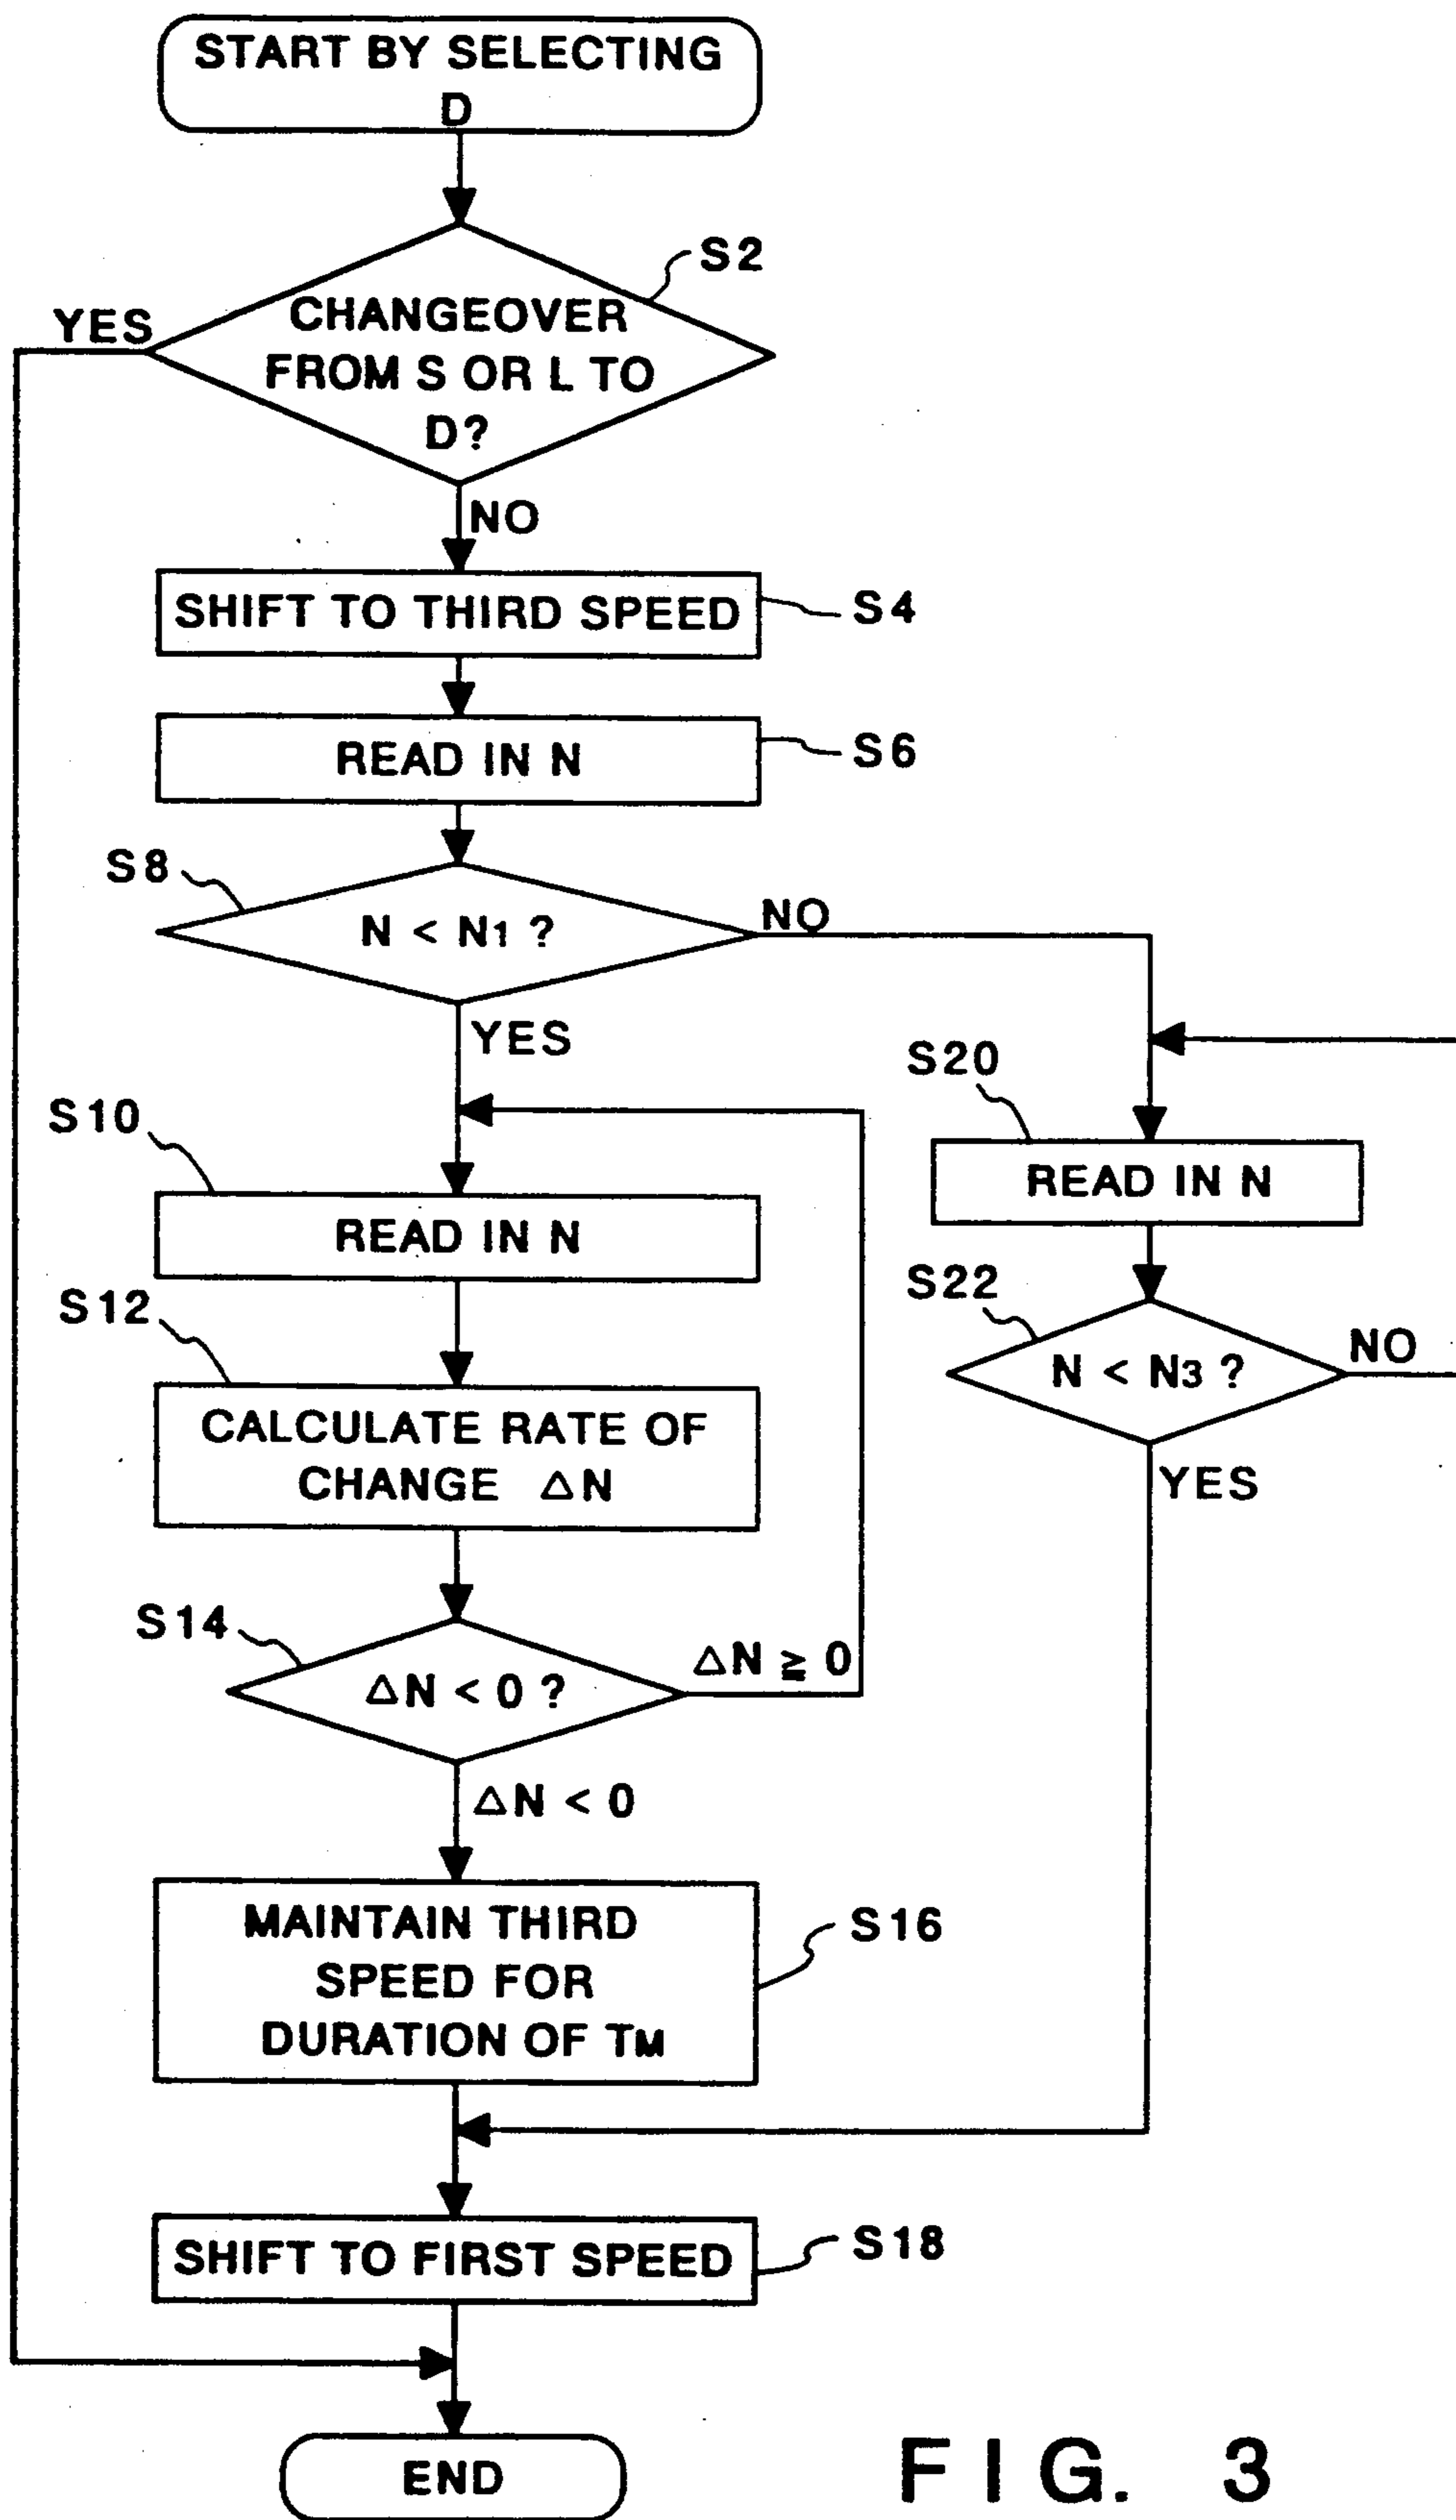 START BY SELECTING
D
S2
YES
CHANGEOVER
FROM S OR L TO
D?
NO
SHIFT TO THIRD SPEED
S4
READ IN N
S6
S8
N < N1 ?
NO
YES
S20
S10
READ IN N
READ IN N
S22
S12
N < N3 ?
NO
CALCULATE RATE OF
CHANGE ΔN
YES
S14
ΔN < 0 ?
ΔN ≧ 0
ΔN < 0
MAINTAIN THIRD
SPEED FOR
DURATION OF TM
S16
SHIFT TO FIRST SPEED
S18
END
FIG. 3